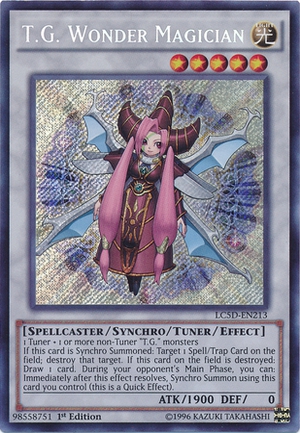 T.G. Wonder Magician
光
LC5D-EN213
[SPELLCASTER/SYNCHRO/TUNER/EFFECT]
1 Tuner + 1 or more non-Tuner "T.G." monsters
If this card is Synchro Summoned: Target 1 Spell/Trap Card on the
field; destroy that target. If this card on the field is destroyed:
Draw 1 card. During your opponent's Main Phase, you can:
Immediately after this effect resolves, Synchro Summon using this
card you control (this is a Quick Effect).
ATK/1900 DEF/ 0
98558751 1st Edition ©1996 KAZUKI TAKAHASHI